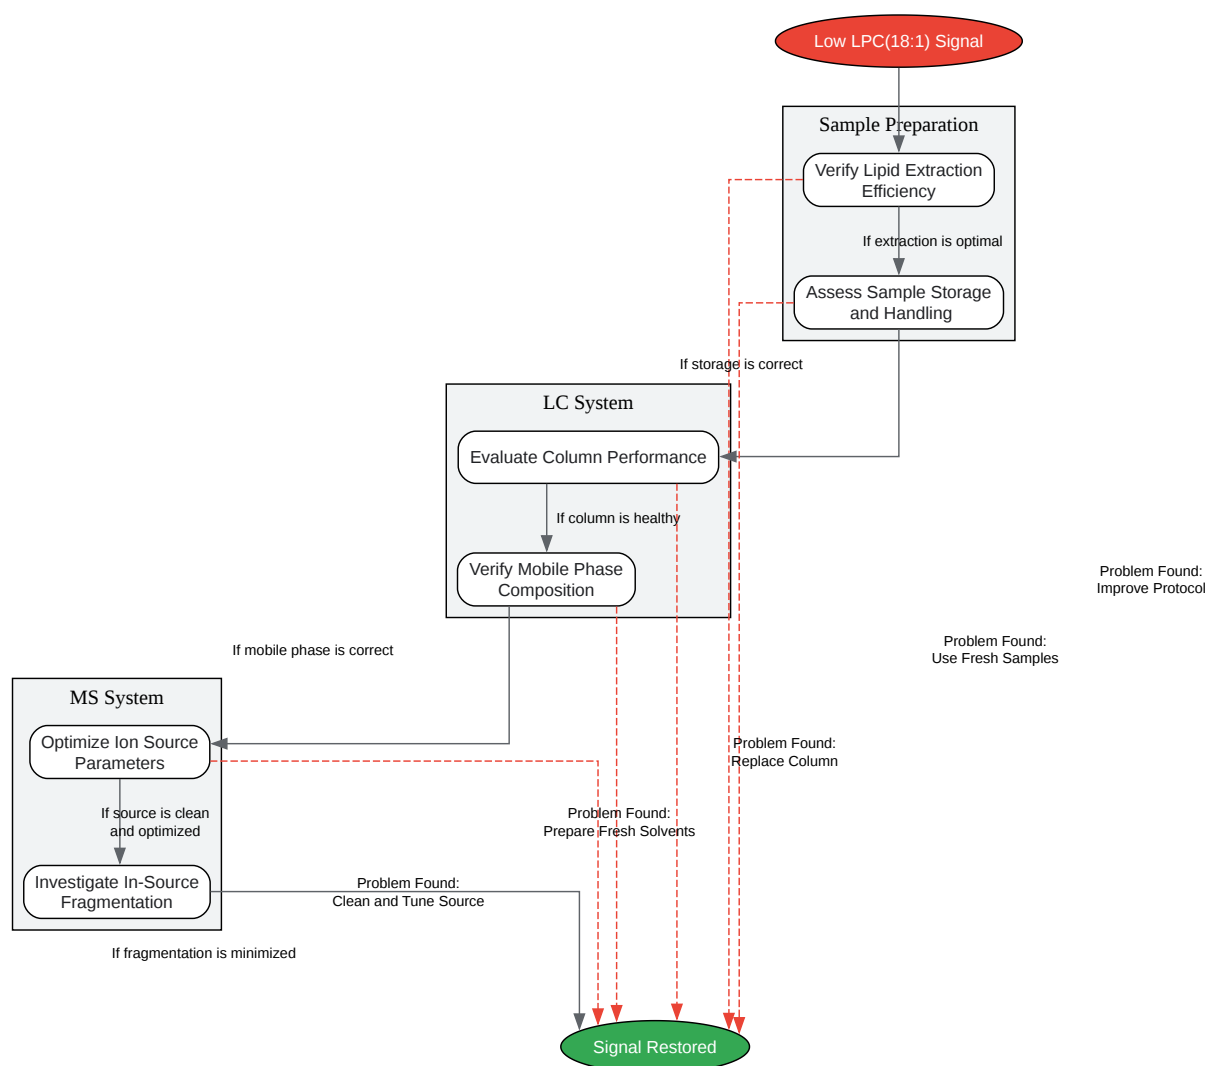 Low LPC(18:1) Signal
Sample Preparation
Verify Lipid Extraction
Efficiency
If extraction is optimal
Assess Sample Storage
and Handling
If storage is correct
LC System
Evaluate Column Performance
If column is healthy
Verify Mobile Phase
Composition
Problem Found:
Improve Protocol
Problem Found:
Use Fresh Samples
If mobile phase is correct
MS System
Optimize Ion Source
Parameters
Problem Found:
Replace Column
If source is clean
and optimized
Problem Found:
Prepare Fresh Solvents
Investigate In-Source
Fragmentation
Problem Found:
Clean and Tune Source
If fragmentation is minimized
Signal Restored